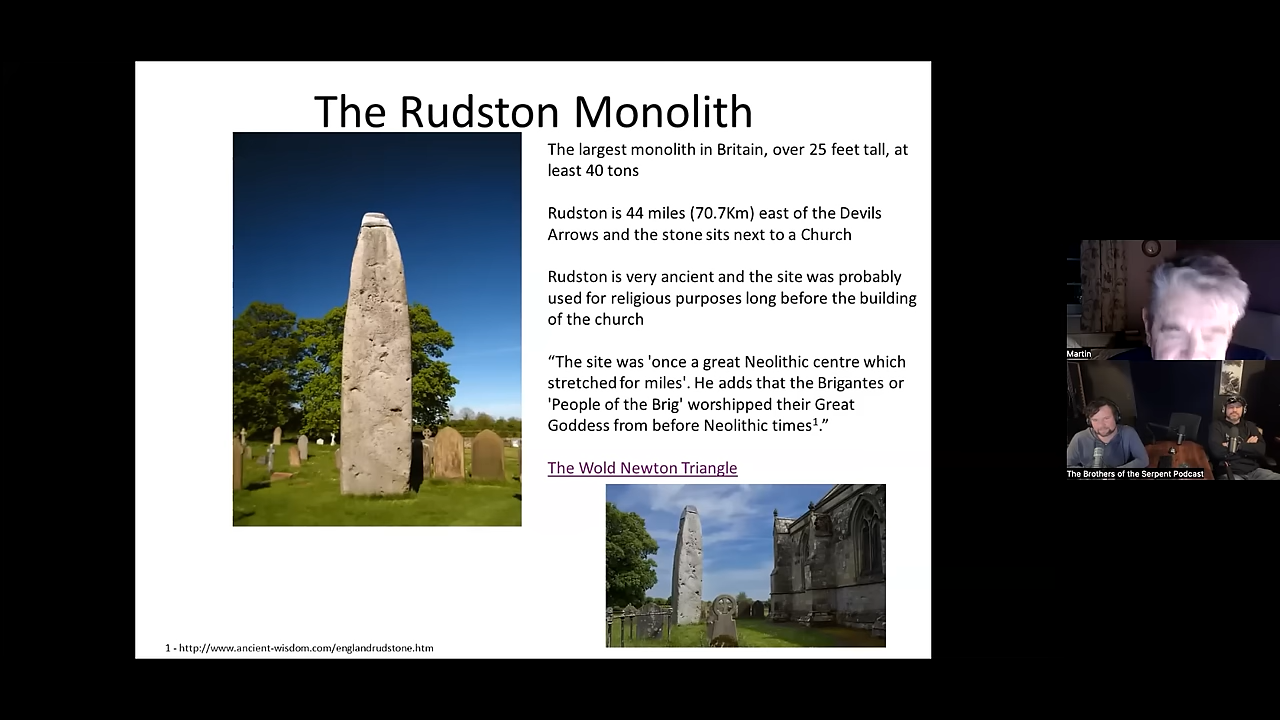 The Rudston Monolith
The largest monolith in Britain, over 25 feet tall, at
least 40 tons
Rudston is 44 miles (70.7Km) east of the Devils
Arrows and the stone sits next to a Church
Rudston is very ancient and the site was probably
used for religious purposes long before the building
of the church
“The site was 'once a great Neolithic centre which
stretched for miles'. He adds that the Brigantes or
'People of the Brig' worshipped their Great
Goddess from before Neolithic times¹.”
The Wold Newton Triangle
1 - http://www.ancient-wisdom.com/englandrudstone.htm
Martin
The Brothers of the Serpent Podcast